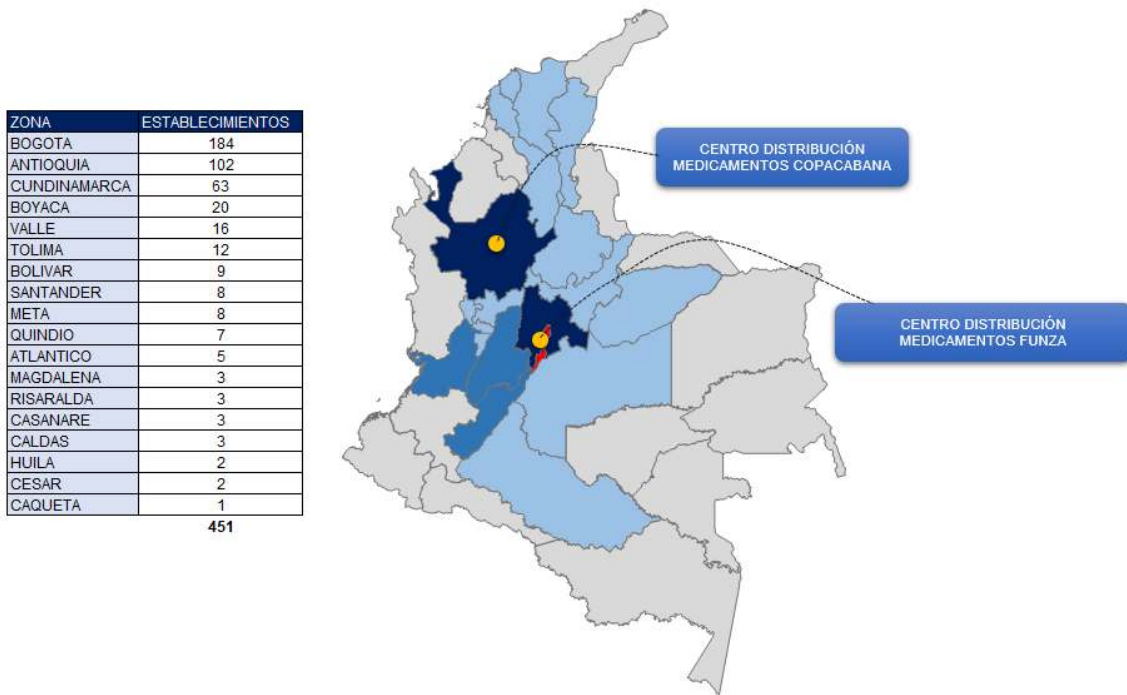 ZONA ESTABLECIMIENTOS
BOGOTA 184
ANTIOQUIA 102
CUNDINAMARCA 63
BOYACA 20
VALLE 16
TOLIMA 12
BOLIVAR 9
SANTANDER 8
META 8
QUINDIO 7
ATLANTICO 5
MAGDALENA 3
RISARALDA 3
CASANARE 3
CALDAS 3
HUILA 2
CESAR 2
CAQUETA 1
451
CENTRO DISTRIBUCIÓN
MEDICAMENTOS COPACABANA
CENTRO DISTRIBUCIÓN
MEDICAMENTOS FUNZA